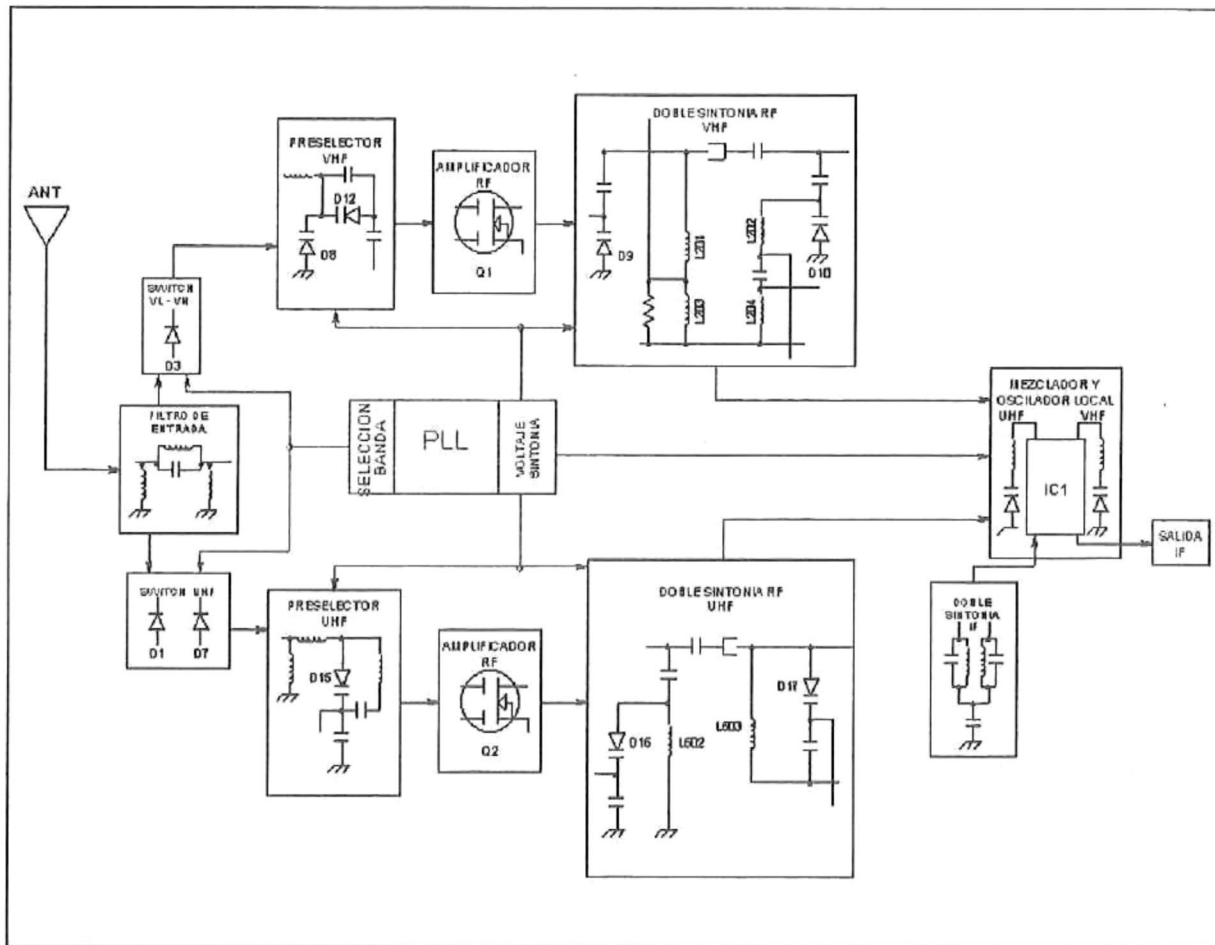 ANT
PRESELECTOR
VHF
D12
D8
AMPLIFICADOR
RF
Q1
DOBLE SINTONIA RF
VHF
D9
L201
L202
L203
L204
D10
SWITCH
VL - VH
D3
FILTRO DE
ENTRADA
SELECCION
BANDA
PLL
VOLTAJE
SINTONIA
MEZCLADOR Y
OSCILADOR LOCAL
UHF
VHF
IC1
SALIDA
IF
SWITCH UHF
D1
D7
PRESELECTOR
UHF
D15
AMPLIFICADOR
RF
Q2
DOBLE SINTONIA RF
UHF
D16
L602
L603
D17
DOBLE
SINTONIA
IF